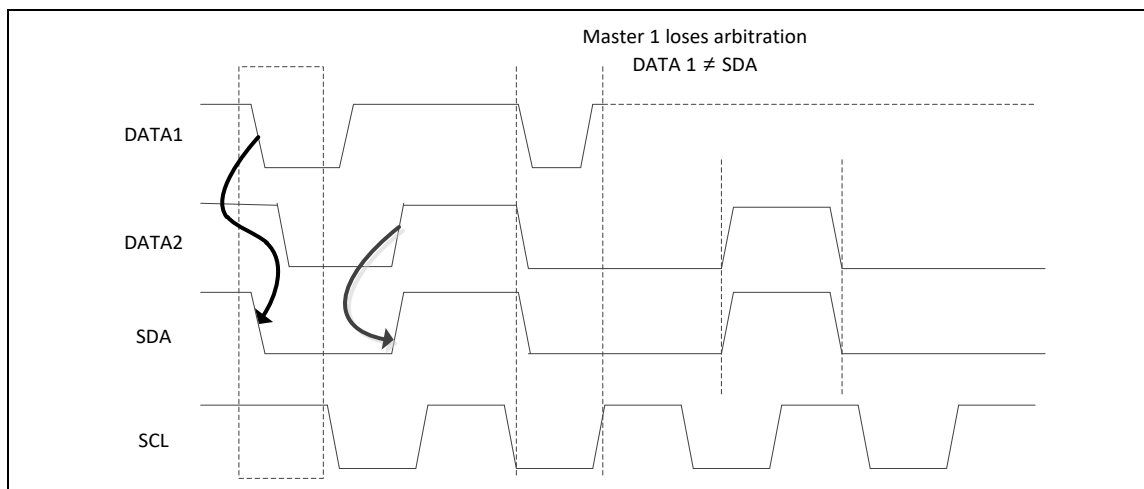 Master 1 loses arbitration
DATA 1 ≠ SDA
DATA1
DATA2
SDA
SCL